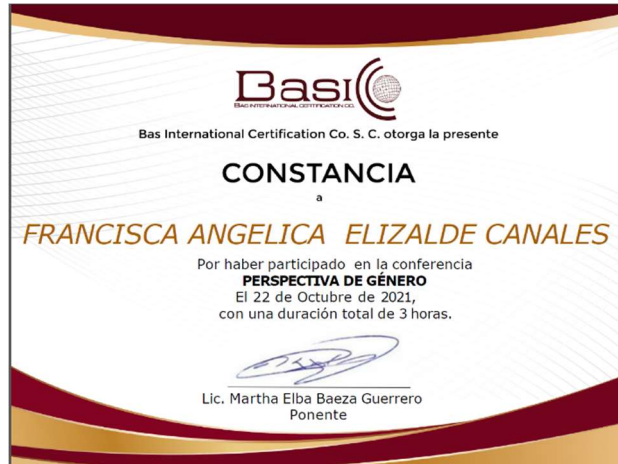 BASICC
BAS INTERNATIONAL CERTIFICATION CO.
Bas International Certification Co. S. C. otorga la presente
CONSTANCIA
a
FRANCISCA ANGELICA ELIZALDE CANALES
Por haber participado en la conferencia
PERSPECTIVA DE GÉNERO
El 22 de Octubre de 2021,
con una duración total de 3 horas.
Lic. Martha Elba Baeza Guerrero
Ponente